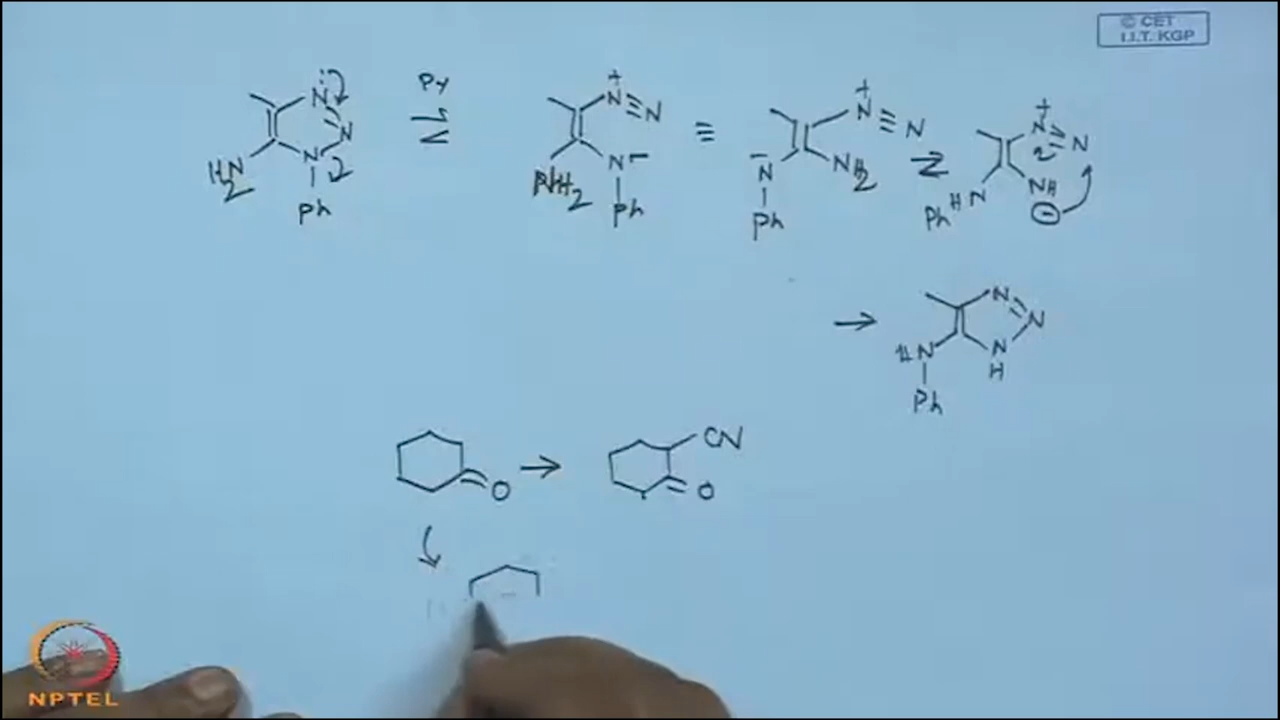 © CET
I.I.T. KGP
Py
N N N Ph H2N
+ N≡N N− Ph NH2
≡
+ N≡N NH2 N− Ph
+ N N NH ⊖ Ph H N
N N N H H N Ph
O
CN
O
NPTEL